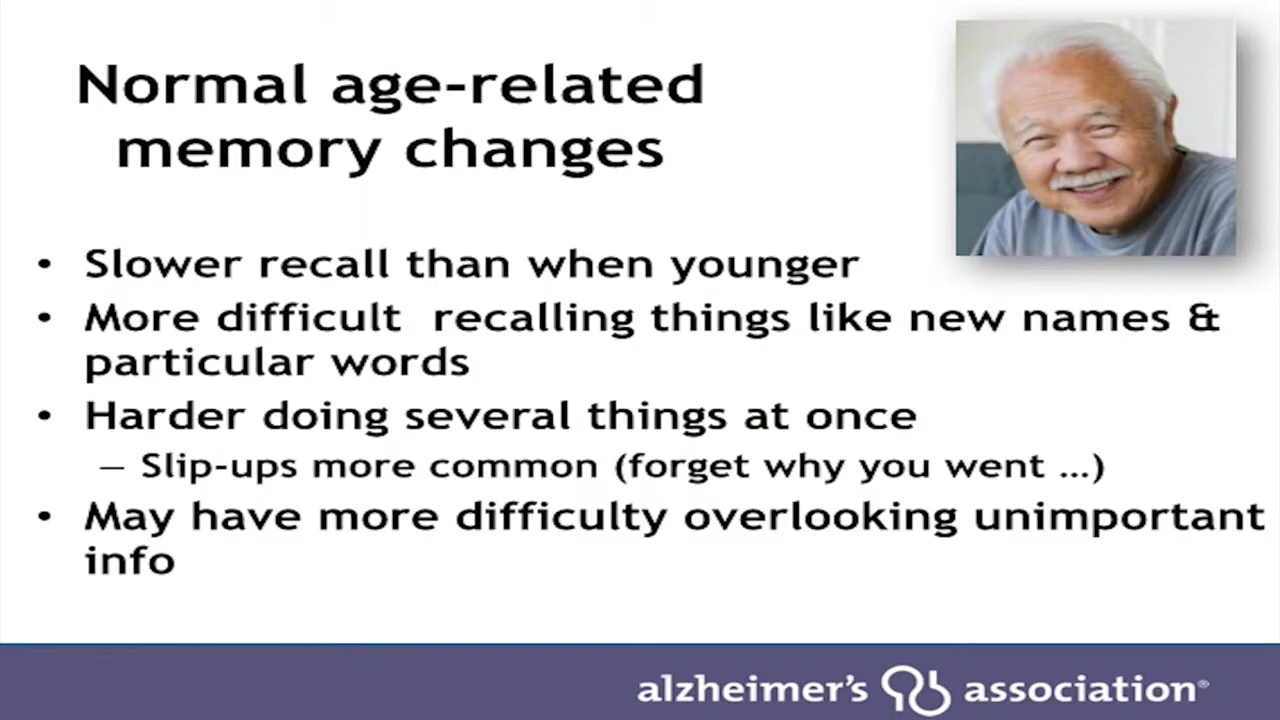 Normal age-related
memory changes
• Slower recall than when younger
• More difficult  recalling things like new names &
particular words
• Harder doing several things at once
– Slip-ups more common (forget why you went …)
• May have more difficulty overlooking unimportant
info
alzheimer's association®